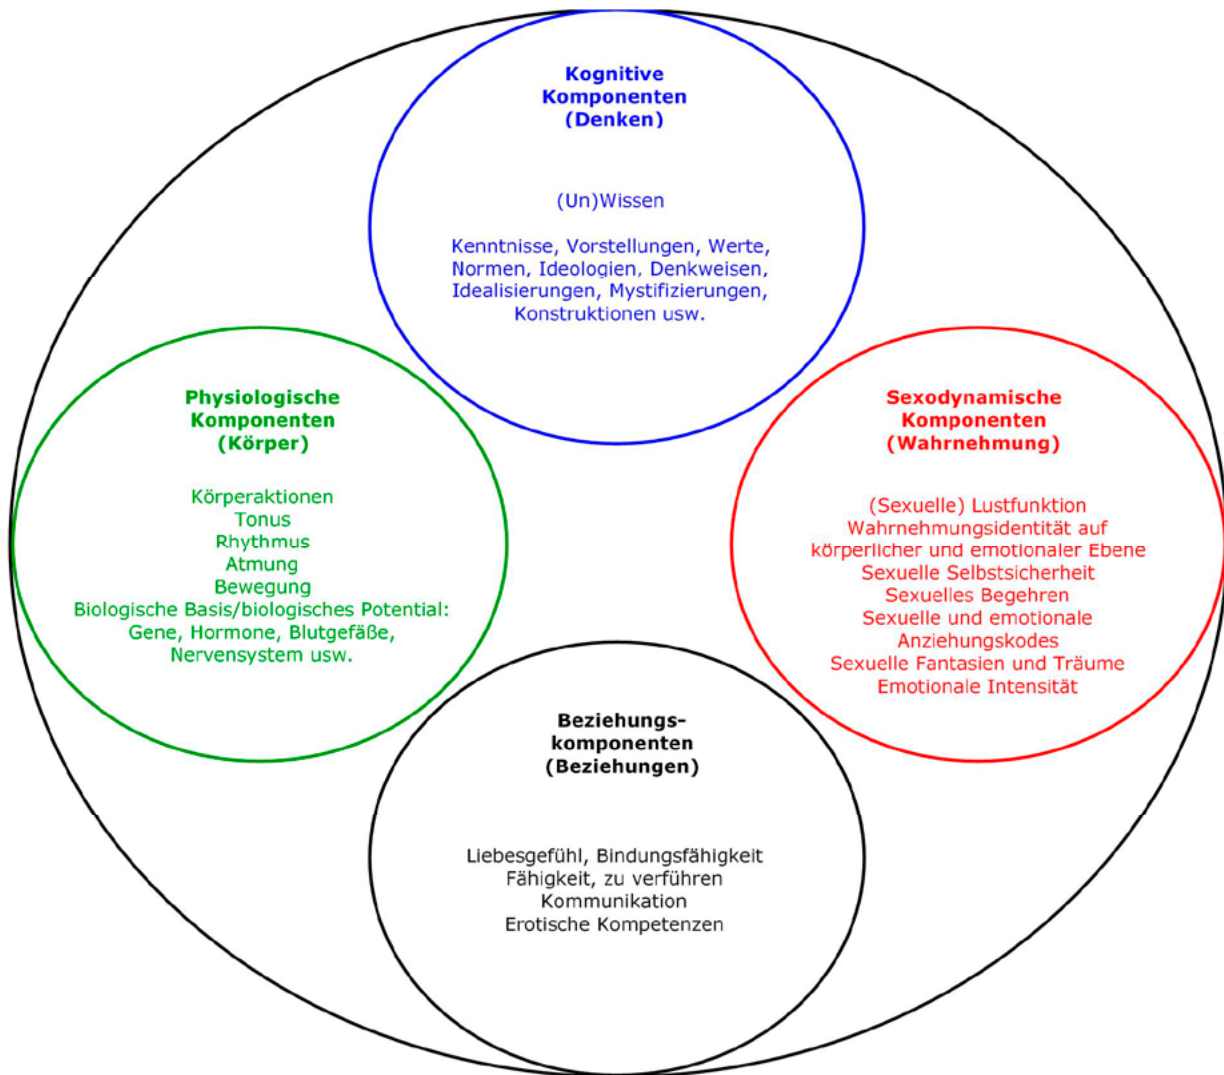 Kognitive
Komponenten
(Denken)
(Un)Wissen
Kenntnisse, Vorstellungen, Werte,
Normen, Ideologien, Denkweisen,
Idealisierungen, Mystifizierungen,
Konstruktionen usw.
Physiologische
Komponenten
(Körper)
Körperaktionen
Tonus
Rhythmus
Atmung
Bewegung
Biologische Basis/biologisches Potential:
Gene, Hormone, Blutgefäße,
Nervensystem usw.
Sexodynamische
Komponenten
(Wahrnehmung)
(Sexuelle) Lustfunktion
Wahrnehmungsidentität auf
körperlicher und emotionaler Ebene
Sexuelle Selbstsicherheit
Sexuelles Begehren
Sexuelle und emotionale
Anziehungskodes
Sexuelle Fantasien und Träume
Emotionale Intensität
Beziehungs-
komponenten
(Beziehungen)
Liebesgefühl, Bindungsfähigkeit
Fähigkeit, zu verführen
Kommunikation
Erotische Kompetenzen